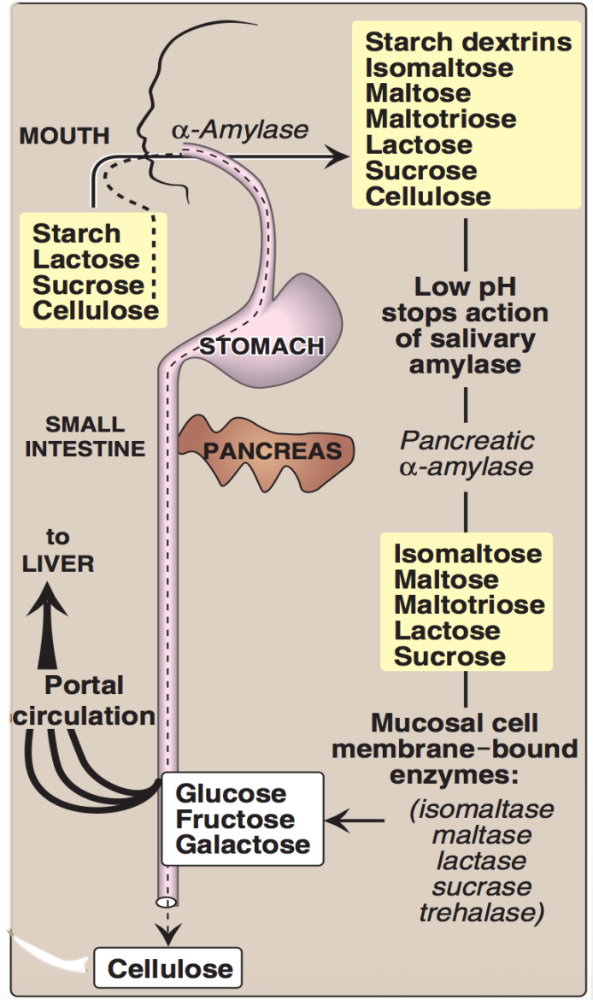 MOUTH
α-Amylase
Starch dextrins
Isomaltose
Maltose
Maltotriose
Lactose
Sucrose
Cellulose
Starch
Lactose
Sucrose
Cellulose
Low pH
stops action
of salivary
amylase
STOMACH
SMALL
INTESTINE
PANCREAS
Pancreatic
α-amylase
to
LIVER
Isomaltose
Maltose
Maltotriose
Lactose
Sucrose
Portal
circulation
Mucosal cell
membrane–bound
enzymes:
(isomaltase
maltase
lactase
sucrase
trehalase)
Glucose
Fructose
Galactose
Cellulose